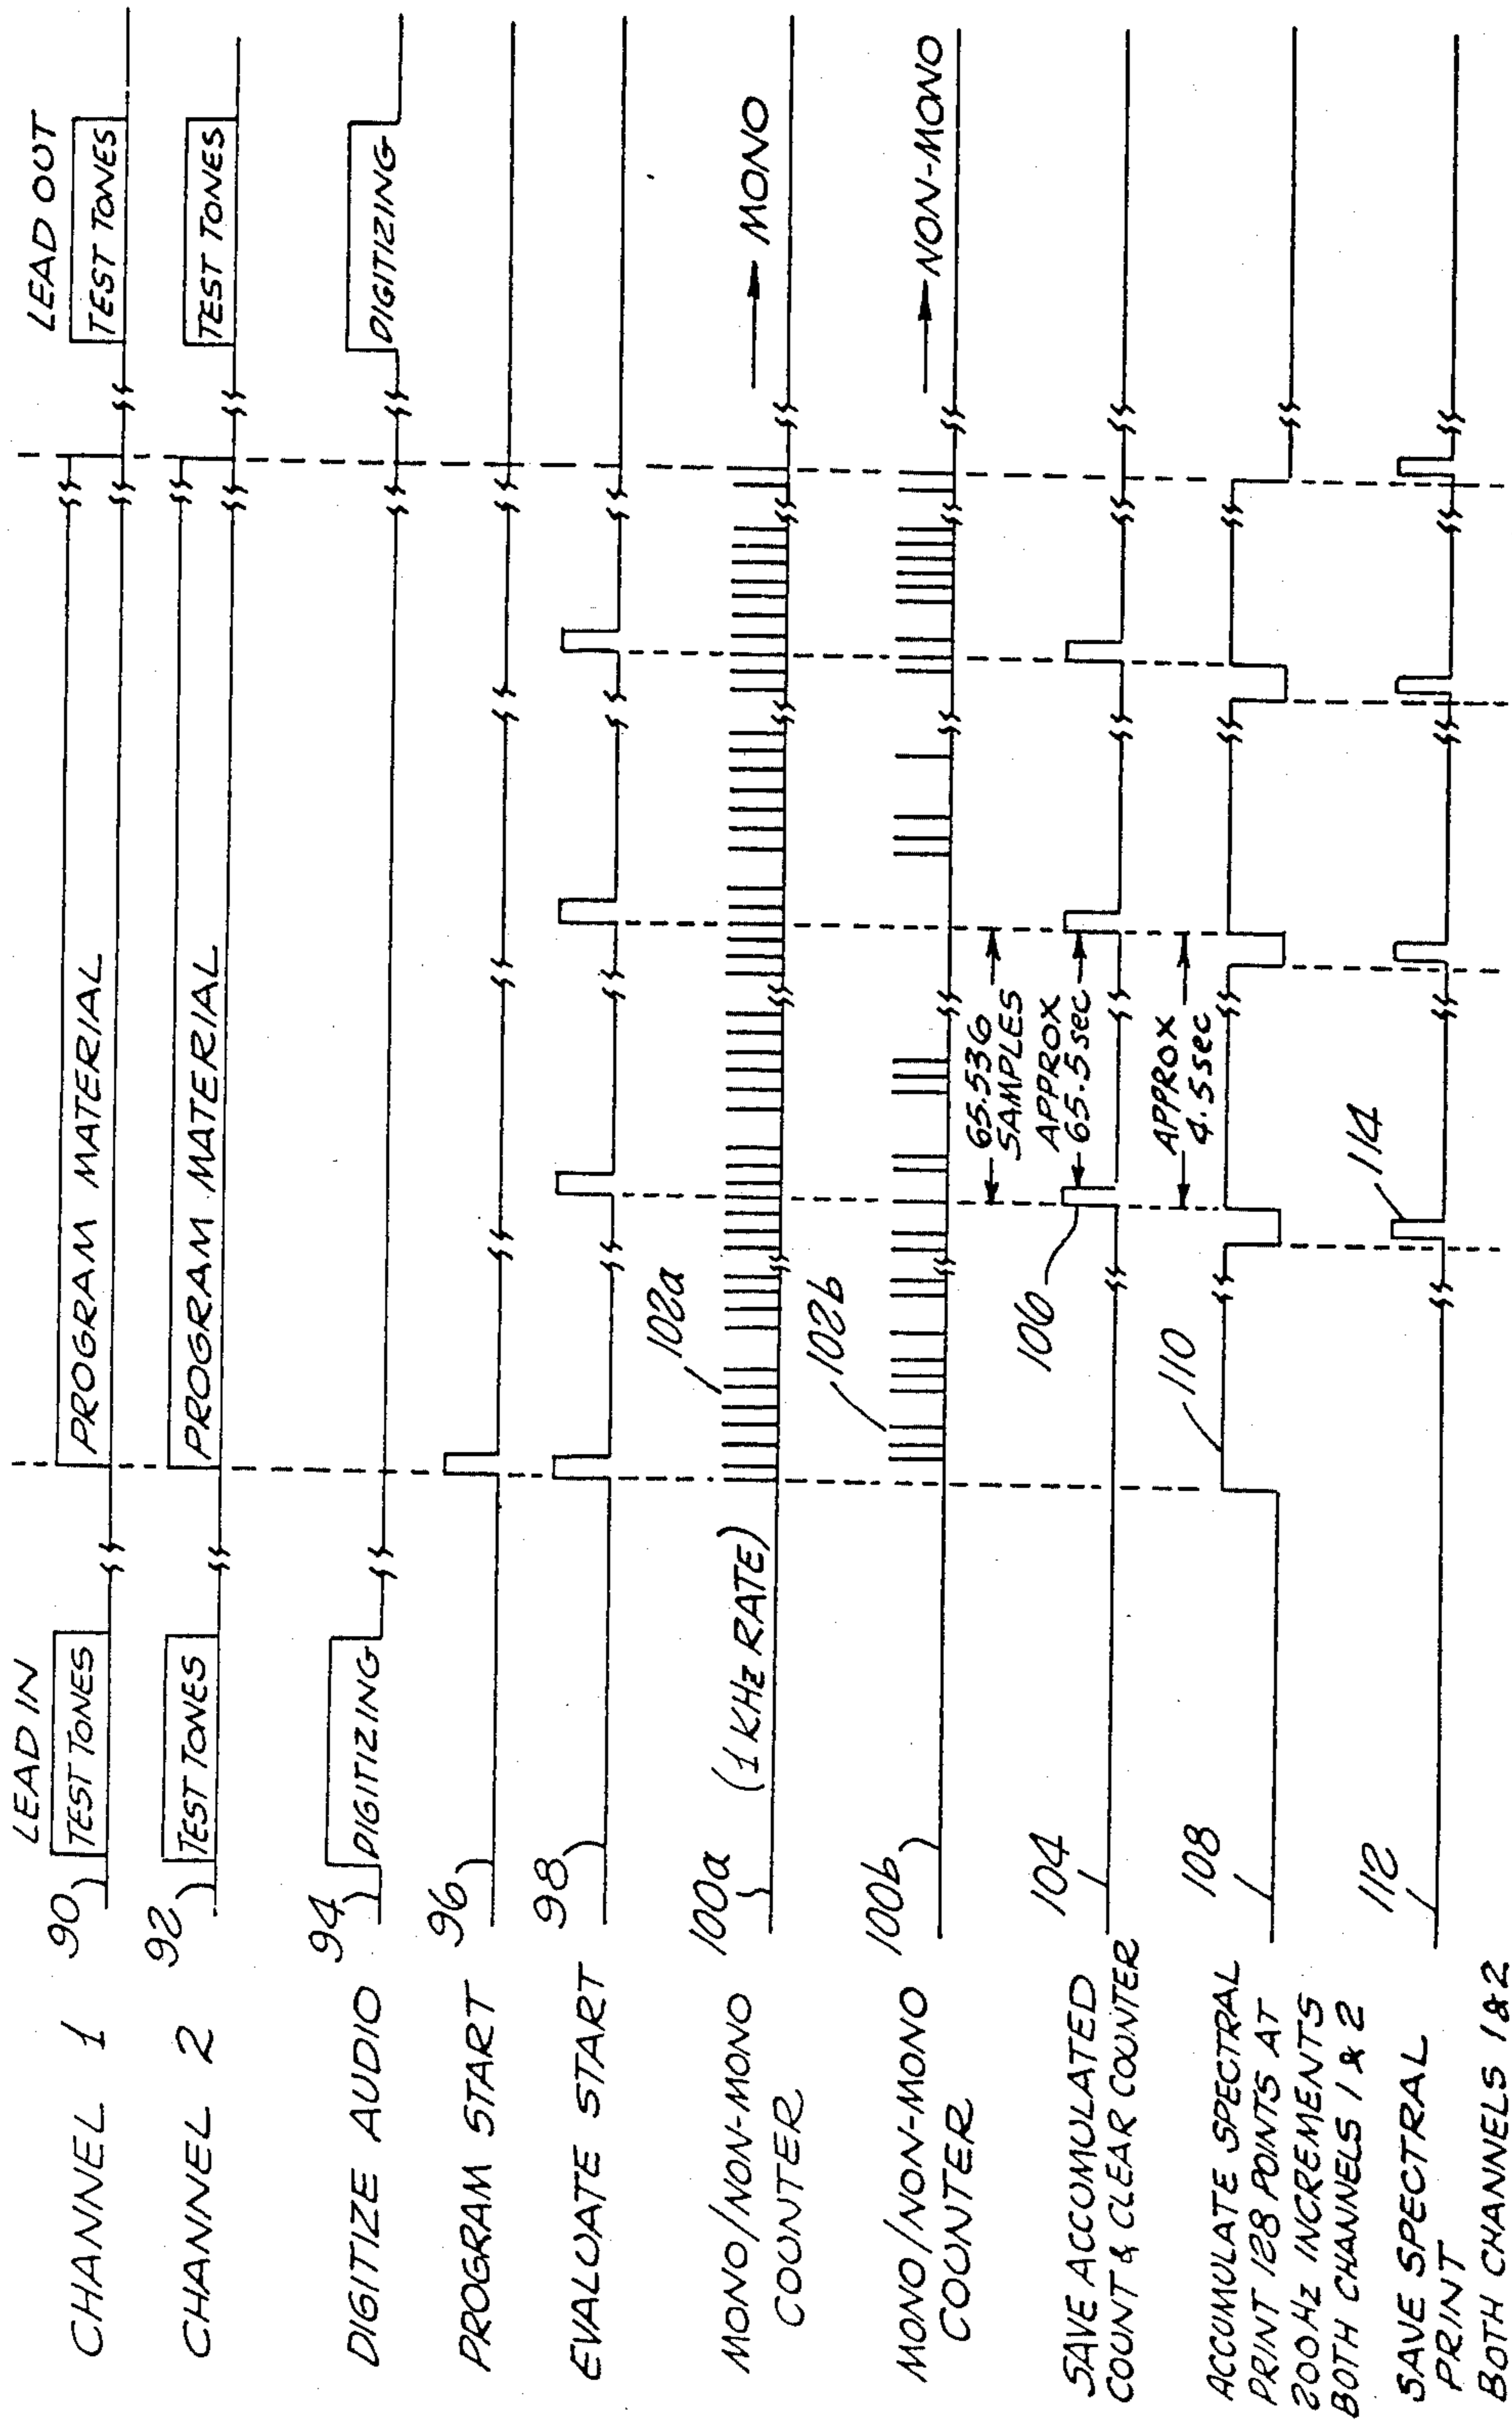 LEAD IN
LEAD OUT
CHANNEL 1
90
TEST TONES
PROGRAM MATERIAL
TEST TONES
CHANNEL 2
92
TEST TONES
PROGRAM MATERIAL
TEST TONES
DIGITIZE AUDIO
94
DIGITIZING
DIGITIZING
PROGRAM START
96
EVALUATE START
98
MONO/NON-MONO
COUNTER
100a
(1 KHz RATE)
102a
MONO
MONO/NON-MONO
COUNTER
100b
102b
NON-MONO
65.536
SAMPLES
SAVE ACCUMULATED
COUNT & CLEAR COUNTER
104
106
APPROX
65.5 sec
ACCUMULATE SPECTRAL
PRINT 128 POINTS AT
200 Hz INCREMENTS
BOTH CHANNELS 1 & 2
108
110
APPROX
4.5 sec
SAVE SPECTRAL
PRINT
BOTH CHANNELS 1 & 2
112
114